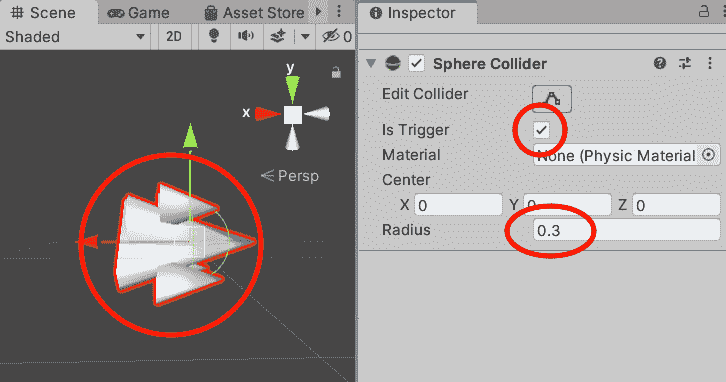 Scene Game Asset Store
Shaded 2D 0
y
x
Persp
Inspector
Sphere Collider
Edit Collider
Is Trigger
Material None (Physic Material
Center
X 0 Y 0 Z 0
Radius 0.3